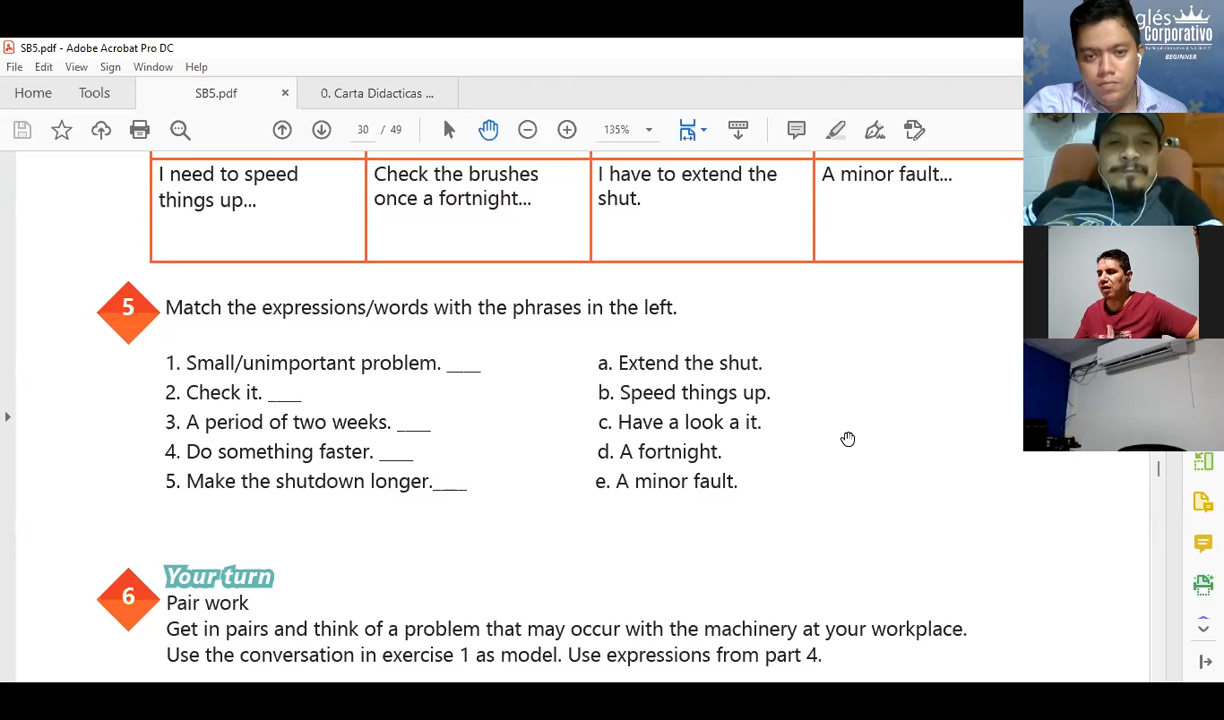 SB5.pdf - Adobe Acrobat Pro DC
File Edit View Sign Window Help
Home Tools SB5.pdf × 0. Carta Didacticas ...
30 / 49 135%
I need to speed things up...
Check the brushes once a fortnight...
I have to extend the shut.
A minor fault...
5 Match the expressions/words with the phrases in the left.
1. Small/unimportant problem. ____
2. Check it. ____
3. A period of two weeks. ____
4. Do something faster. ____
5. Make the shutdown longer.____
a. Extend the shut.
b. Speed things up.
c. Have a look a it.
d. A fortnight.
e. A minor fault.
6 Your turn
Pair work
Get in pairs and think of a problem that may occur with the machinery at your workplace.
Use the conversation in exercise 1 as model. Use expressions from part 4.
glés
Corporativo
BEGINNER